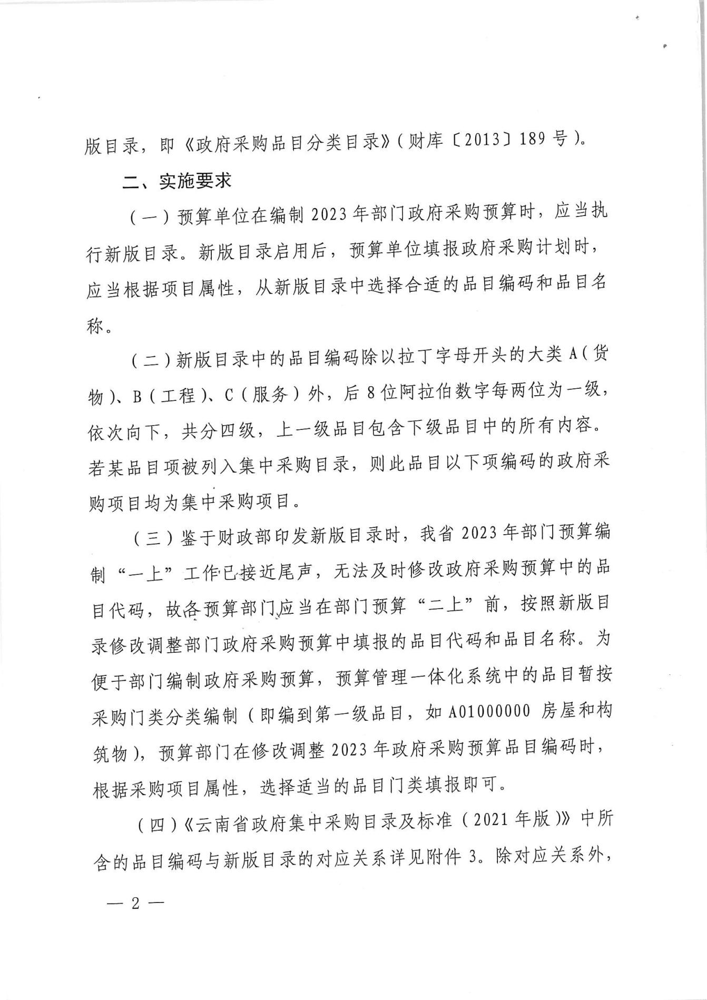 版目录，即《政府采购品目分类目录》（财库〔2013〕189 号）。
二、实施要求
（一）预算单位在编制 2023 年部门政府采购预算时，应当执
行新版目录。新版目录启用后，预算单位填报政府采购计划时，
应当根据项目属性，从新版目录中选择合适的品目编码和品目名
称。
（二）新版目录中的品目编码除以拉丁字母开头的大类 A（货
物）、B（工程）、C（服务）外，后 8 位阿拉伯数字每两位为一级，
依次向下，共分四级，上一级品目包含下级品目中的所有内容。
若某品目项被列入集中采购目录，则此品目以下项编码的政府采
购项目均为集中采购项目。
（三）鉴于财政部印发新版目录时，我省 2023 年部门预算编
制“一上”工作已接近尾声，无法及时修改政府采购预算中的品
目代码，故各预算部门应当在部门预算“二上”前，按照新版目
录修改调整部门政府采购预算中填报的品目代码和品目名称。为
便于部门编制政府采购预算，预算管理一体化系统中的品目暂按
采购门类分类编制（即编到第一级品目，如 A01000000 房屋和构
筑物），预算部门在修改调整 2023 年政府采购预算品目编码时，
根据采购项目属性，选择适当的品目门类填报即可。
（四）《云南省政府集中采购目录及标准（2021 年版）》中所
含的品目编码与新版目录的对应关系详见附件 3。除对应关系外，
— 2 —